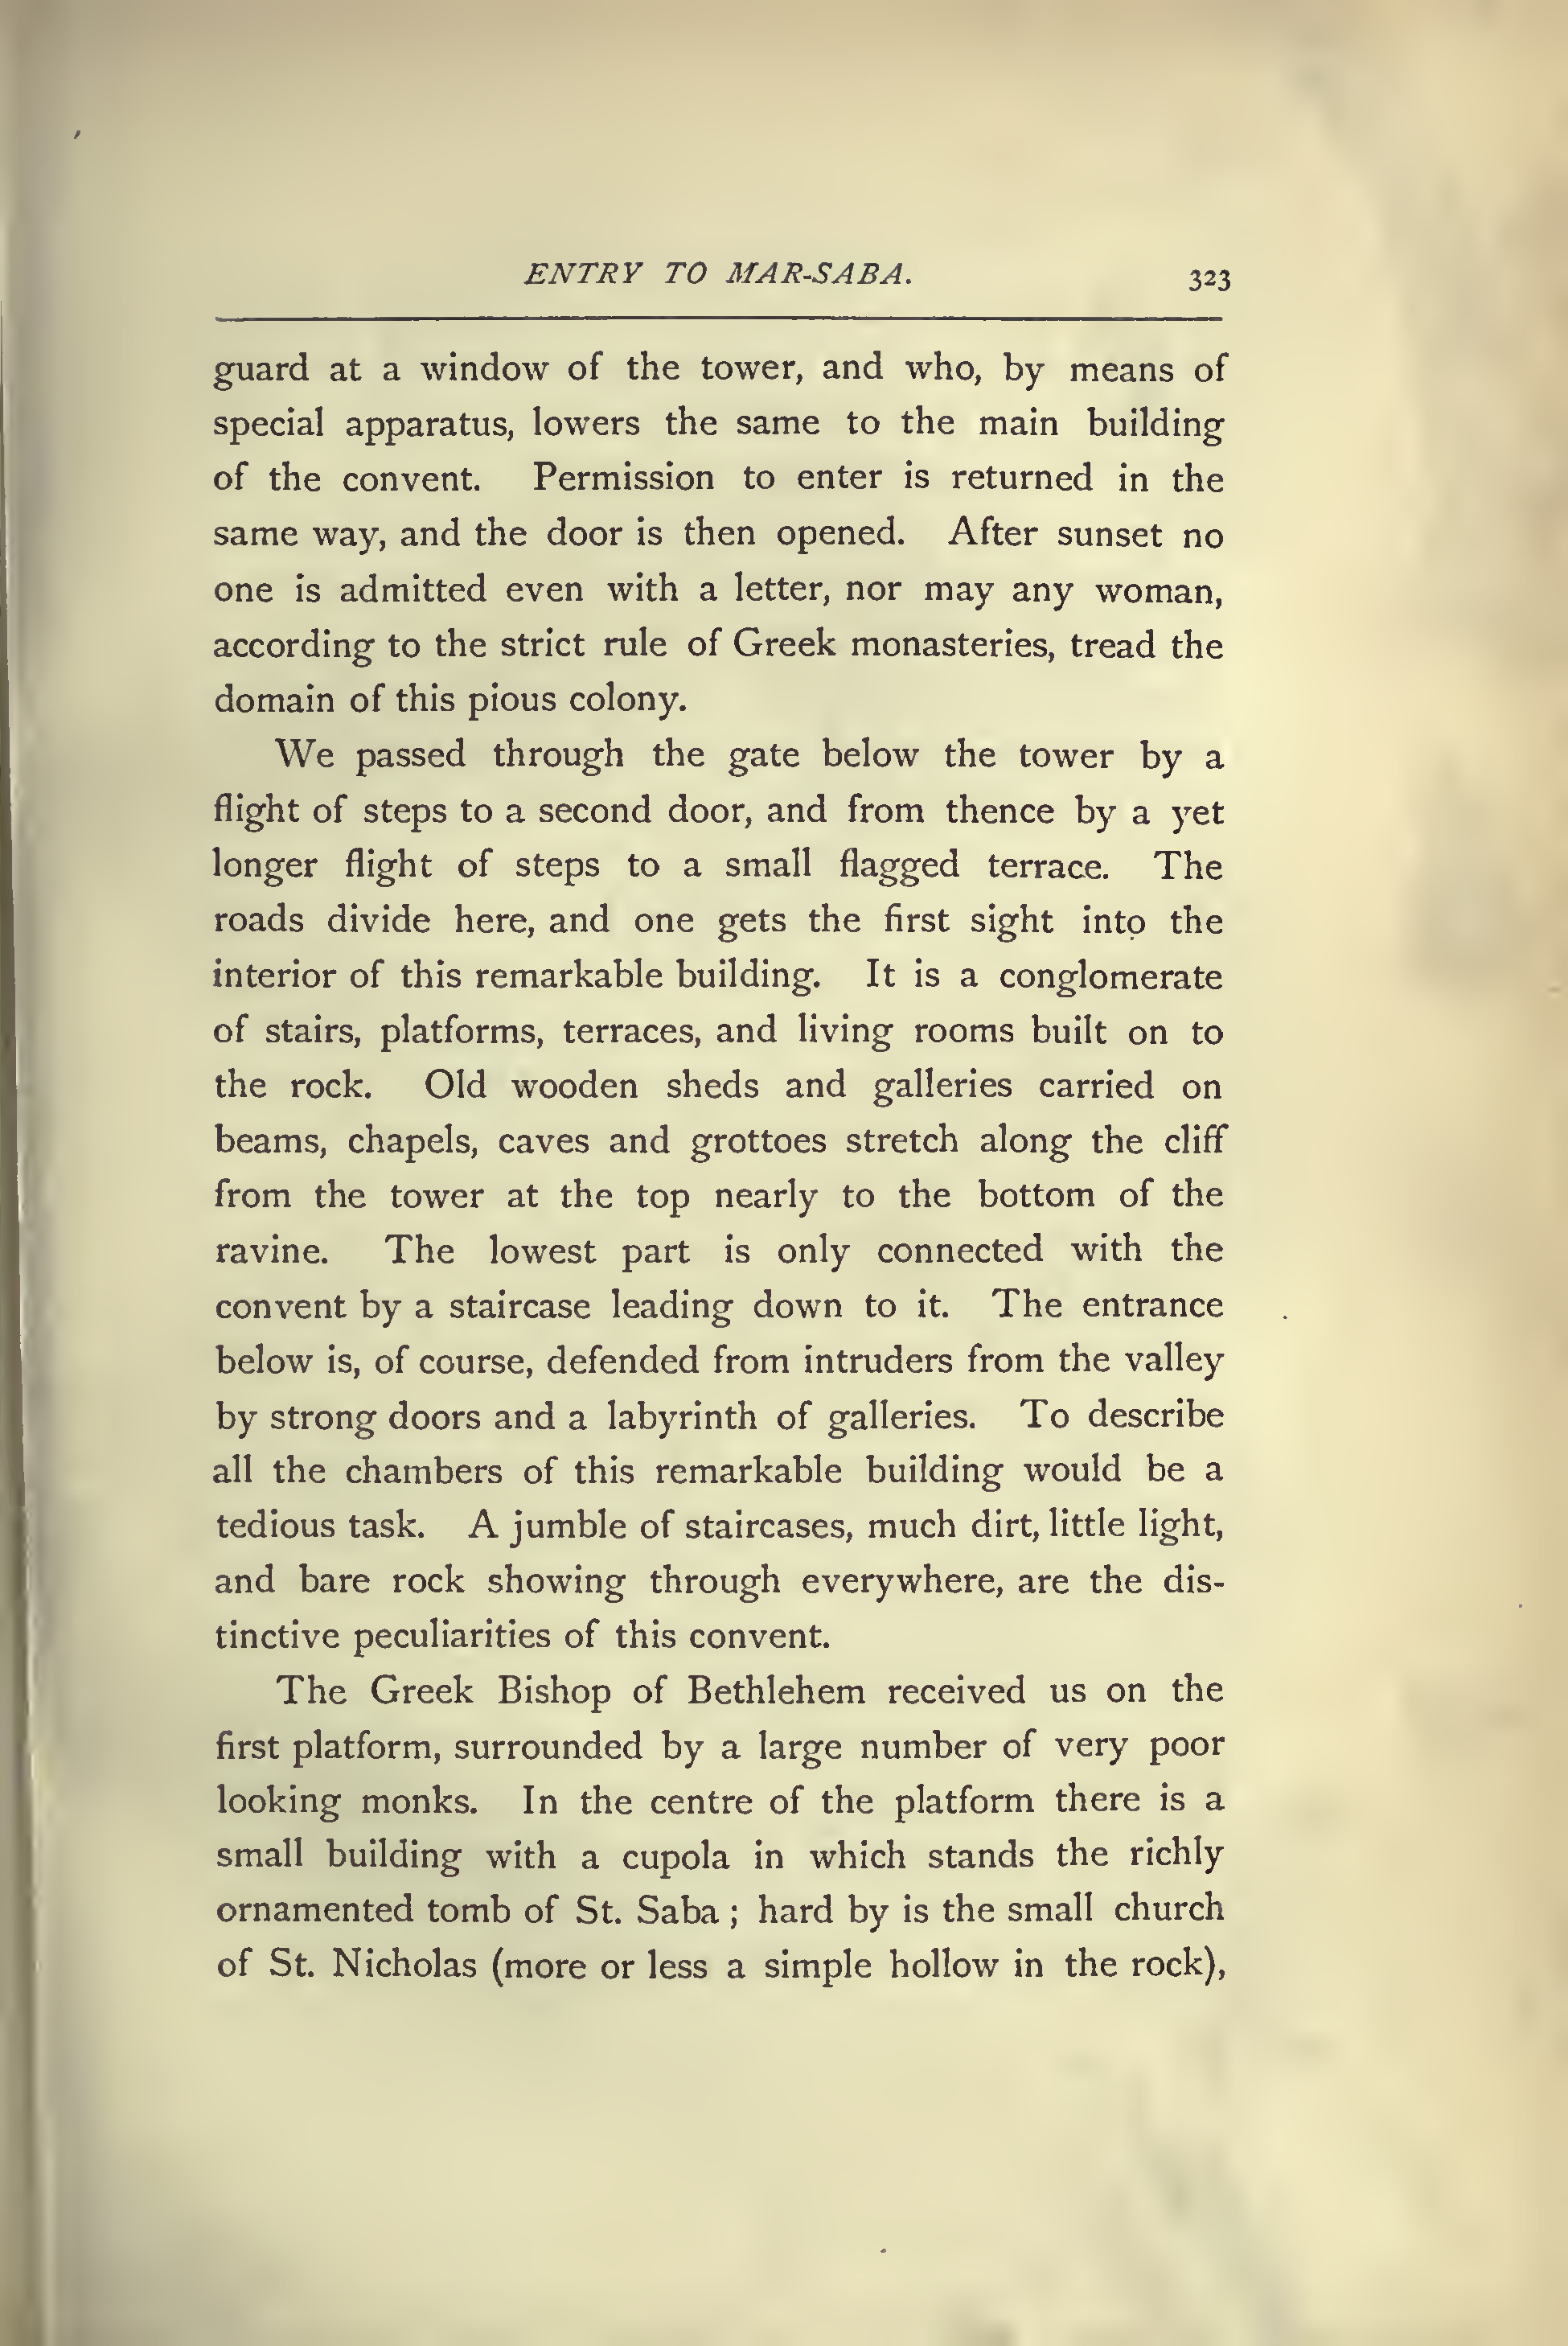 ENTRY TO MAR-SABA. 323
guard at a window of the tower, and who, by means of
special apparatus, lowers the same to the main building
of the convent. Permission to enter is returned in the
same way, and the door is then opened. After sunset no
one is admitted even with a letter, nor may any woman,
according to the strict rule of Greek monasteries, tread the
domain of this pious colony.
We passed through the gate below the tower by a
flight of steps to a second door, and from thence by a yet
longer flight of steps to a small flagged terrace. The
roads divide here, and one gets the first sight into the
interior of this remarkable building. It is a conglomerate
of stairs, platforms, terraces, and living rooms built on to
the rock. Old wooden sheds and galleries carried on
beams, chapels, caves and grottoes stretch along the cliff
from the tower at the top nearly to the bottom of the
ravine. The lowest part is only connected with the
convent by a staircase leading down to it. The entrance
below is, of course, defended from intruders from the valley
by strong doors and a labyrinth of galleries. To describe
all the chambers of this remarkable building would be a
tedious task. A jumble of staircases, much dirt, little light,
and bare rock showing through everywhere, are the dis-
tinctive peculiarities of this convent.
The Greek Bishop of Bethlehem received us on the
first platform, surrounded by a large number of very poor
looking monks. In the centre of the platform there is a
small building with a cupola in which stands the richly
ornamented tomb of St. Saba ; hard by is the small church
of St. Nicholas (more or less a simple hollow in the rock),